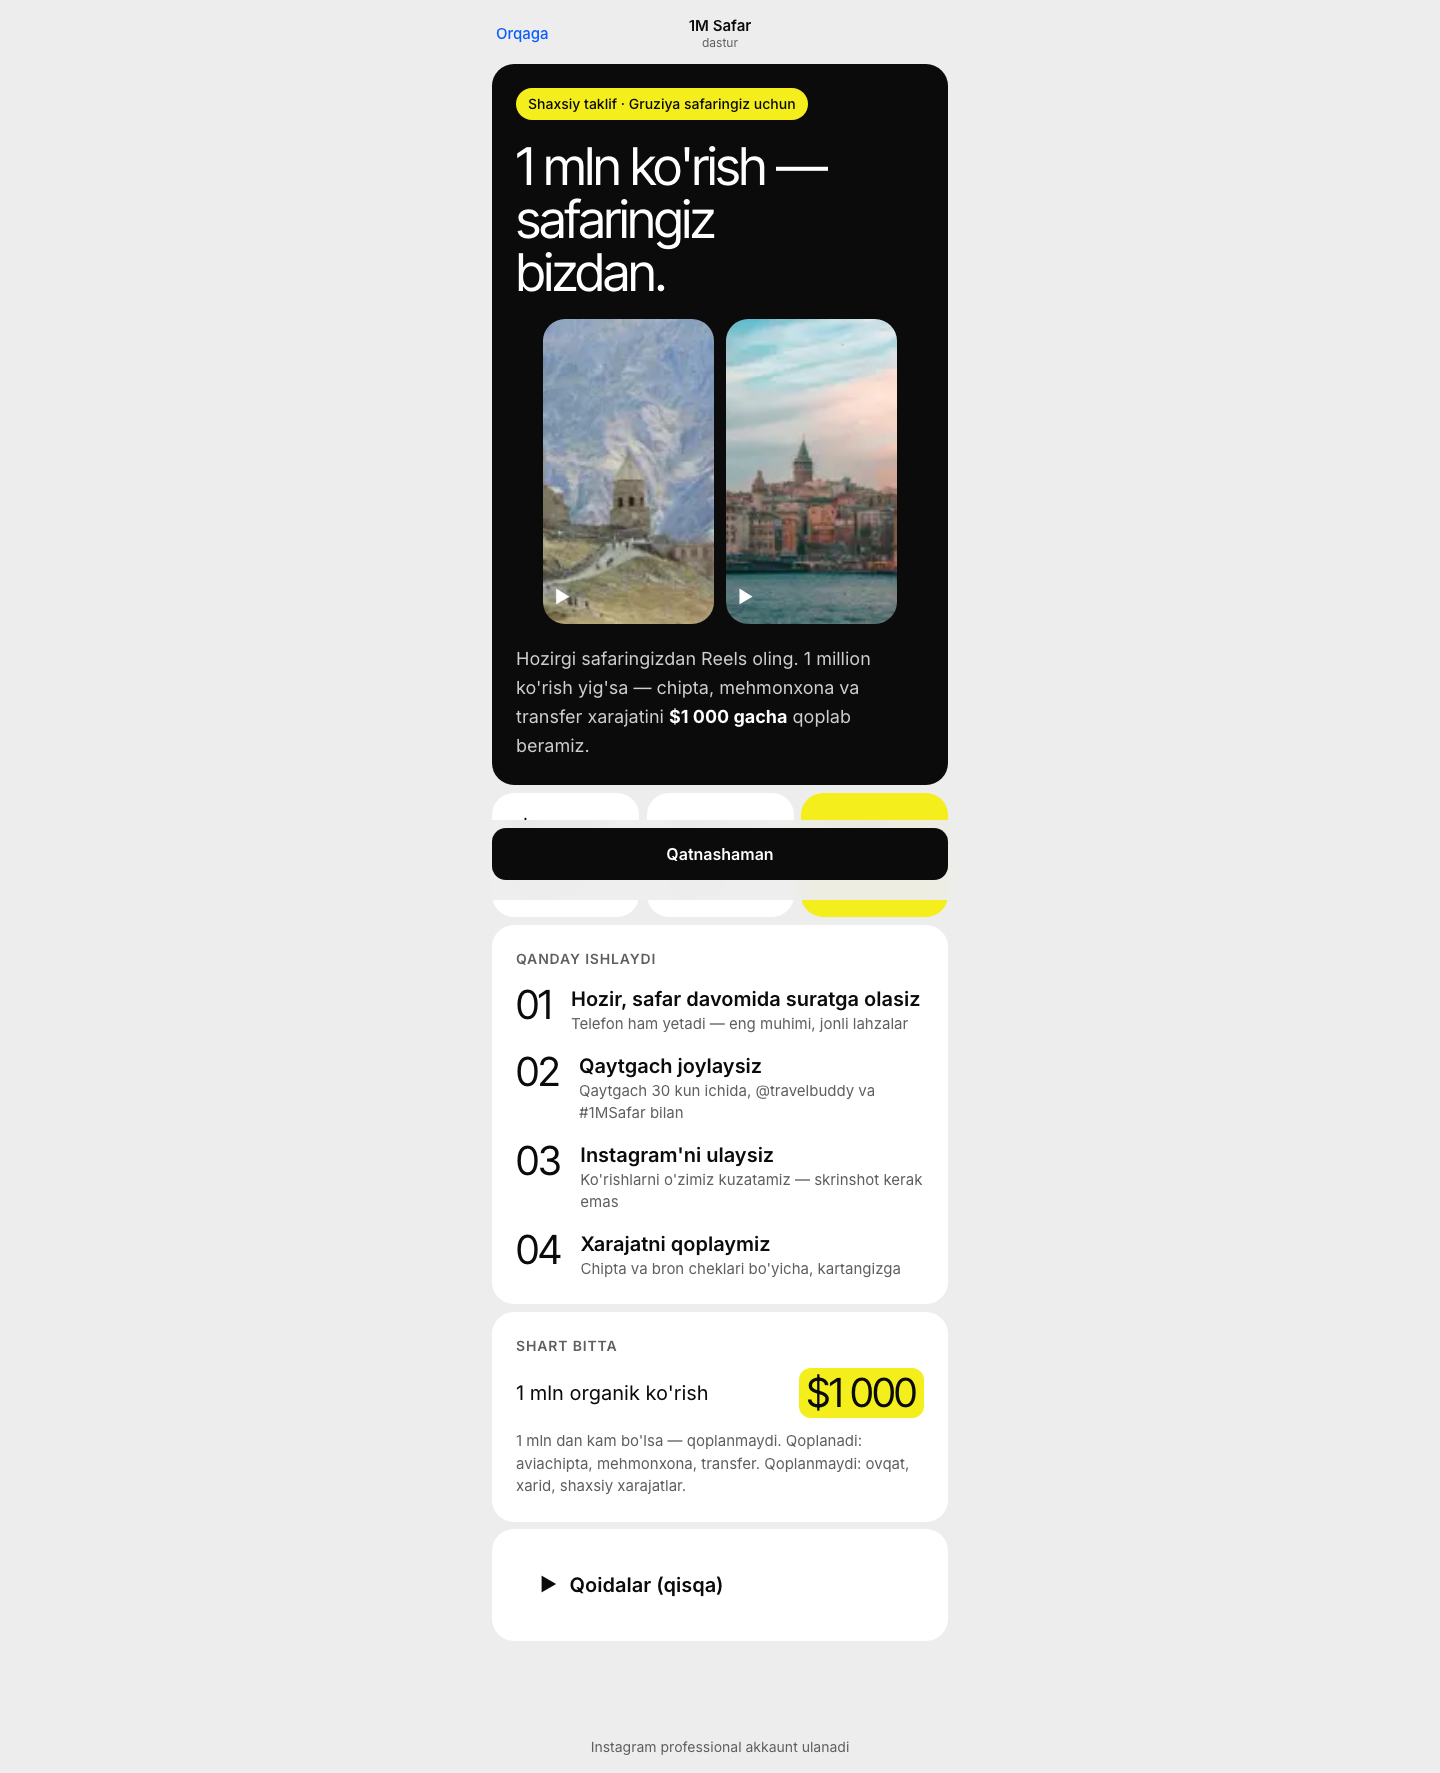 Orqaga
1M Safar
dastur
Shaxsiy taklif · Gruziya safaringiz uchun
1 mln ko'rish —
safaringiz
bizdan.
Hozirgi safaringizdan Reels oling. 1 million
ko'rish yig'sa — chipta, mehmonxona va
transfer xarajatini $1 000 gacha qoplab
beramiz.
Qatnashaman
QANDAY ISHLAYDI
01 Hozir, safar davomida suratga olasiz
Telefon ham yetadi — eng muhimi, jonli lahzalar
02 Qaytgach joylaysiz
Qaytgach 30 kun ichida, @travelbuddy va
#1MSafar bilan
03 Instagram'ni ulaysiz
Ko'rishlarni o'zimiz kuzatamiz — skrinshot kerak
emas
04 Xarajatni qoplaymiz
Chipta va bron cheklari bo'yicha, kartangizga
SHART BITTA
1 mln organik ko'rish $1 000
1 mln dan kam bo'lsa — qoplanmaydi. Qoplanadi:
aviachipta, mehmonxona, transfer. Qoplanmaydi: ovqat,
xarid, shaxsiy xarajatlar.
Qoidalar (qisqa)
Instagram professional akkaunt ulanadi